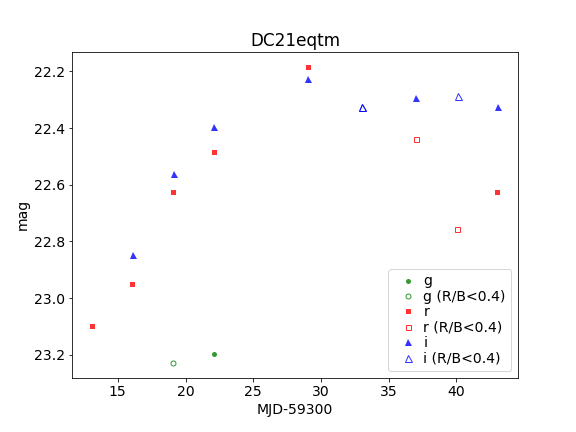 DC21eqtm
22.2
22.4
22.6
22.8
23.0
23.2
mag
15
20
25
30
35
40
MJD-59300
g
g (R/B<0.4)
r
r (R/B<0.4)
i
i (R/B<0.4)